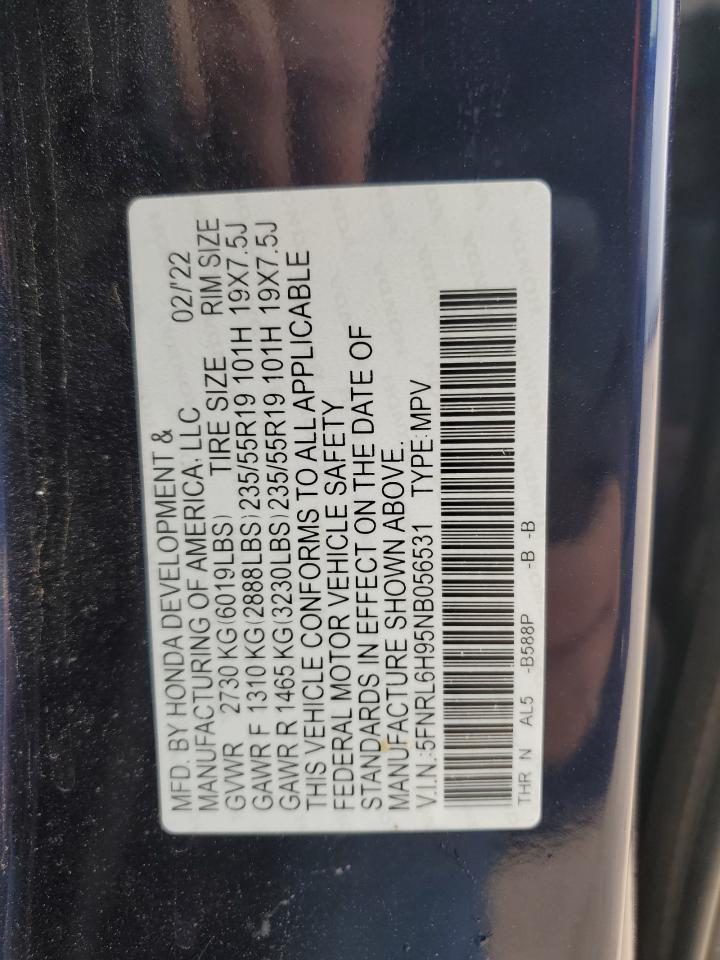 MFD. BY HONDA DEVELOPMENT &
MANUFACTURING OF AMERICA, LLC 02/'22
GVWR 2730 KG(6019LBS) TIRE SIZE RIM SIZE
GAWR F 1310 KG(2888LBS)235/55R19 101H 19X7.5J
GAWR R 1465 KG(3230LBS)235/55R19 101H 19X7.5J
THIS VEHICLE CONFORMS TO ALL APPLICABLE
FEDERAL MOTOR VEHICLE SAFETY
STANDARDS IN EFFECT ON THE DATE OF
MANUFACTURE SHOWN ABOVE.
V.I.N.:5FNRL6H95NB056531 TYPE:MPV
THR N AL5 -B588P -B -B